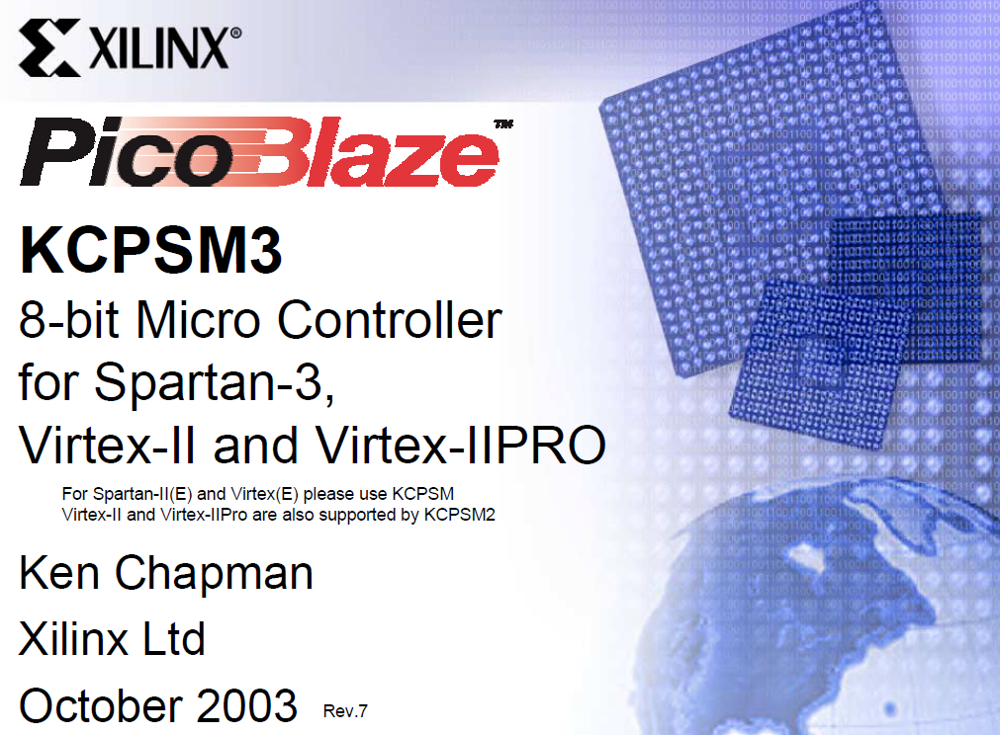 XILINX®
PicoBlaze™
KCPSM3
8-bit Micro Controller
for Spartan-3,
Virtex-II and Virtex-IIPRO
For Spartan-II(E) and Virtex(E) please use KCPSM
Virtex-II and Virtex-IIPro are also supported by KCPSM2
Ken Chapman
Xilinx Ltd
October 2003 Rev.7